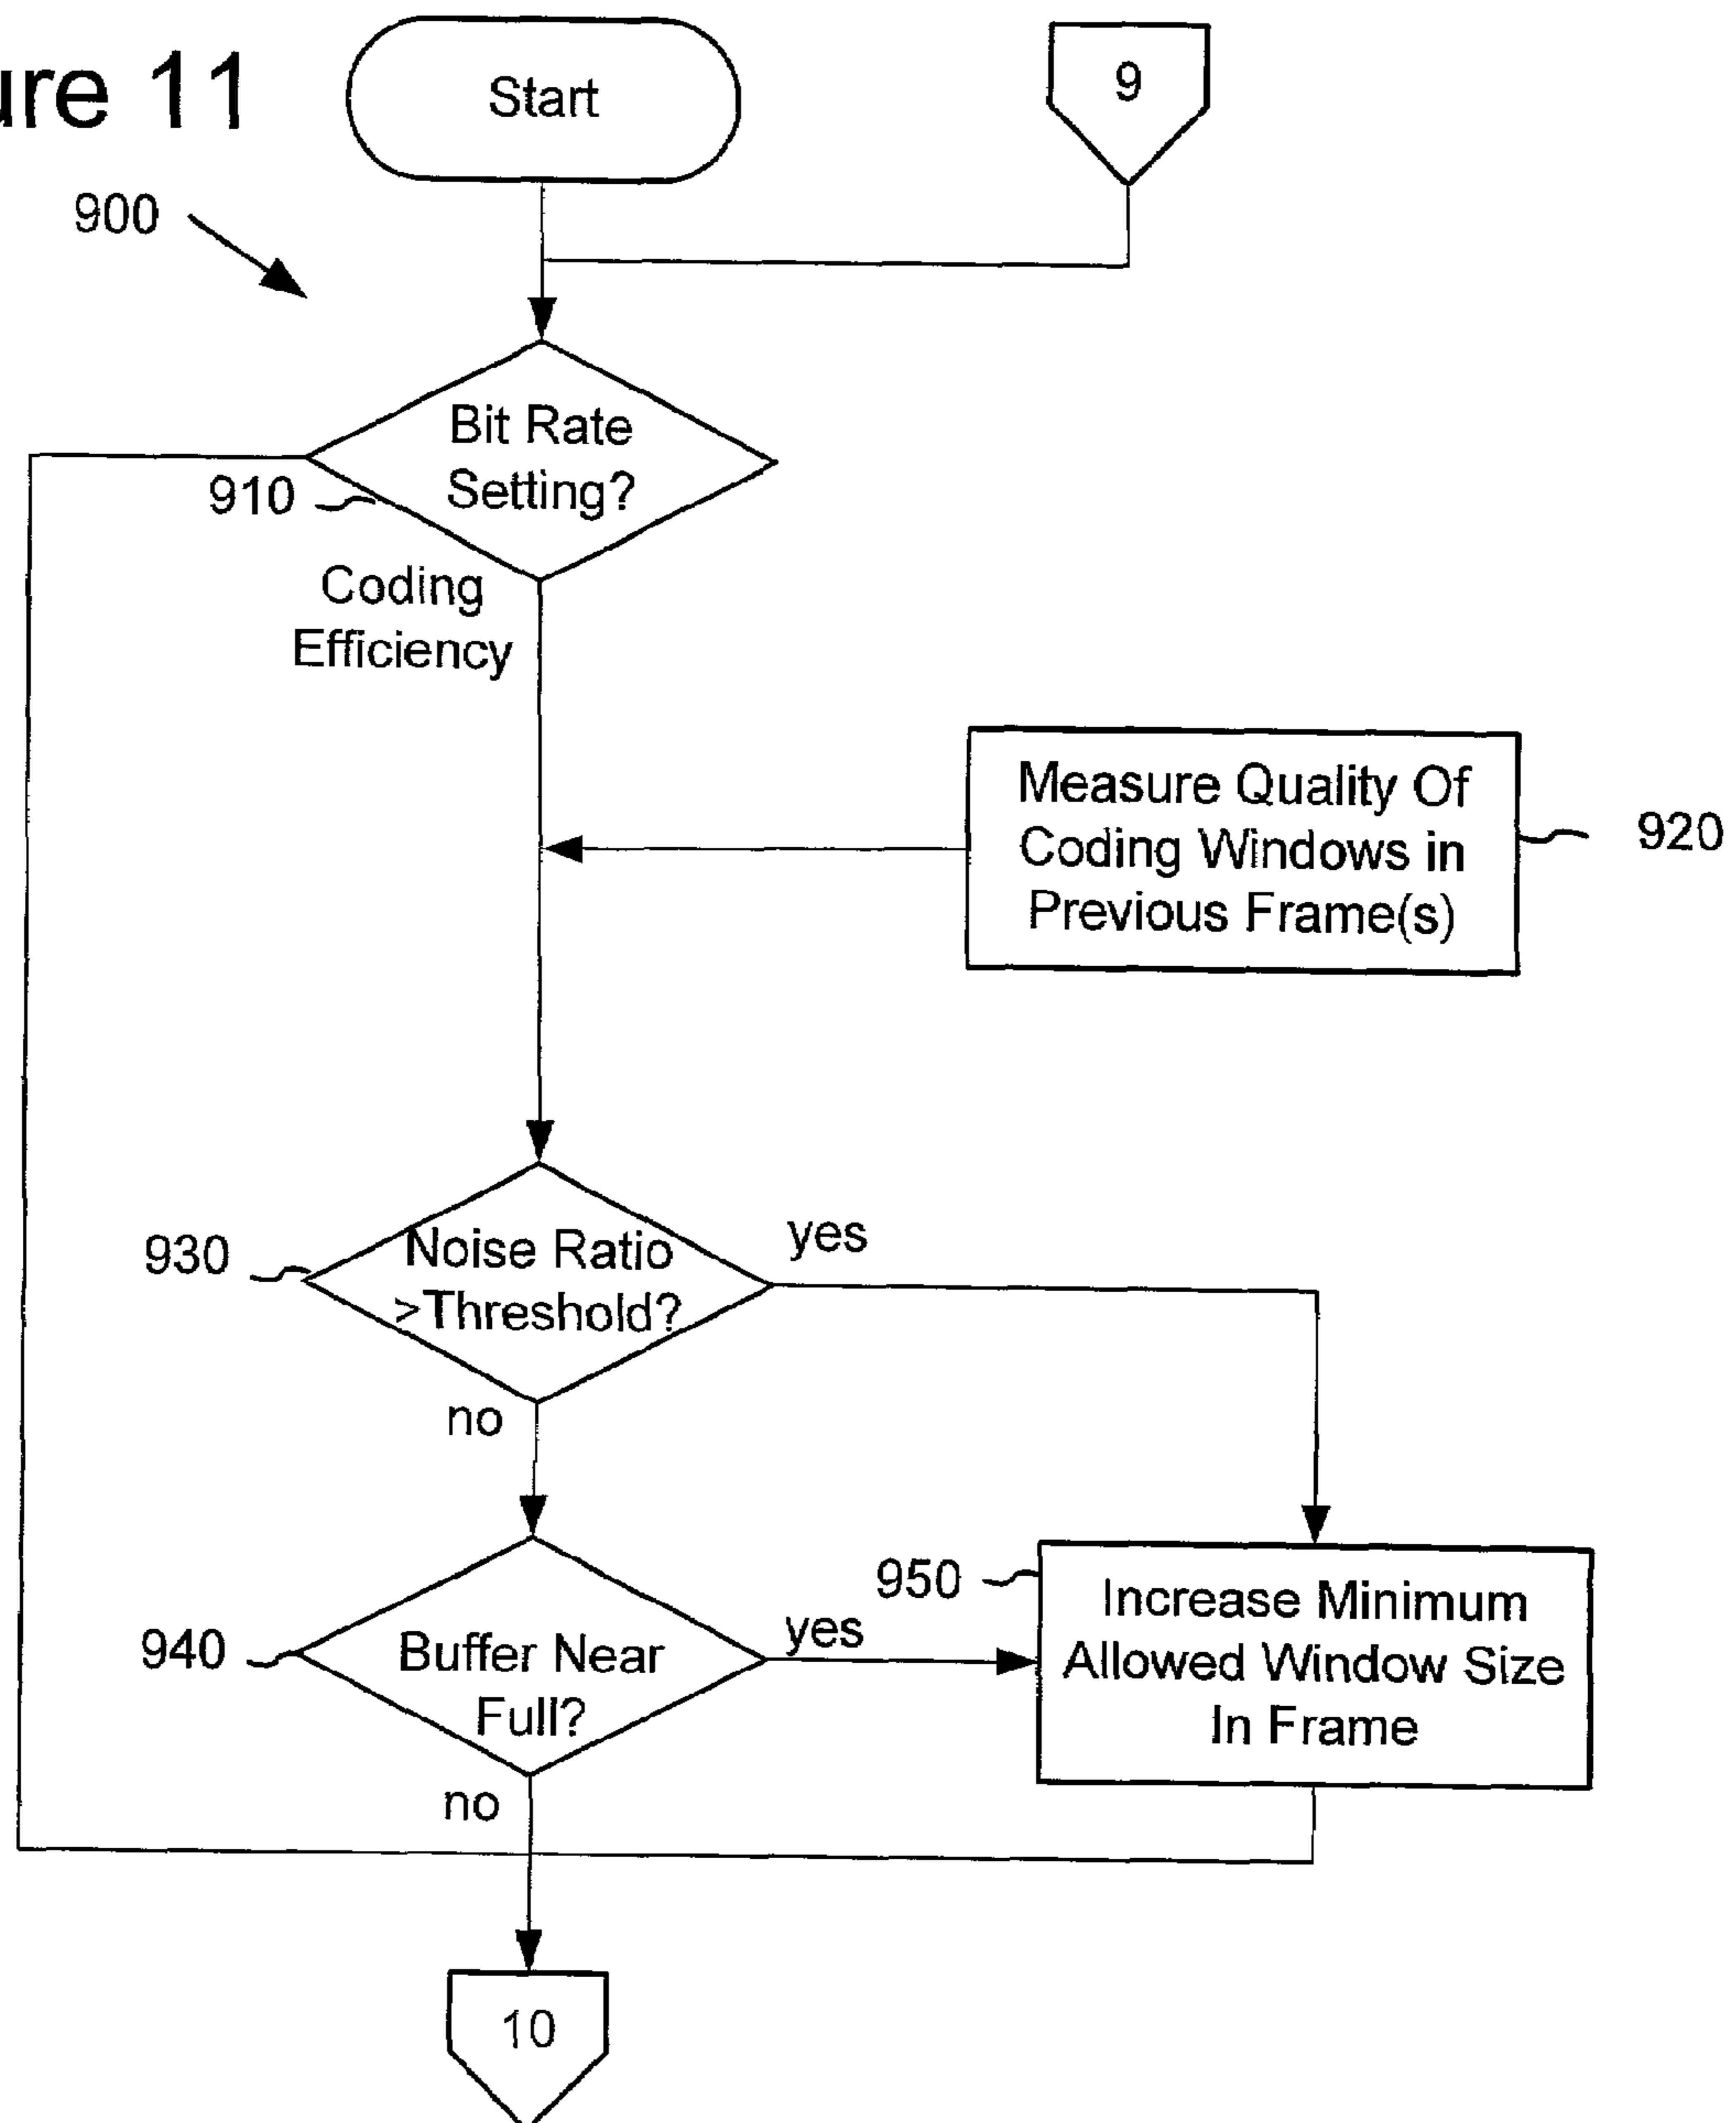 ure 11
Start
9
900
Bit Rate
Setting?
910
Coding
Efficiency
Measure Quality Of
Coding Windows in
Previous Frame(s)
920
930
Noise Ratio
>Threshold?
yes
no
940
Buffer Near
Full?
yes
950
Increase Minimum
Allowed Window Size
In Frame
no
10